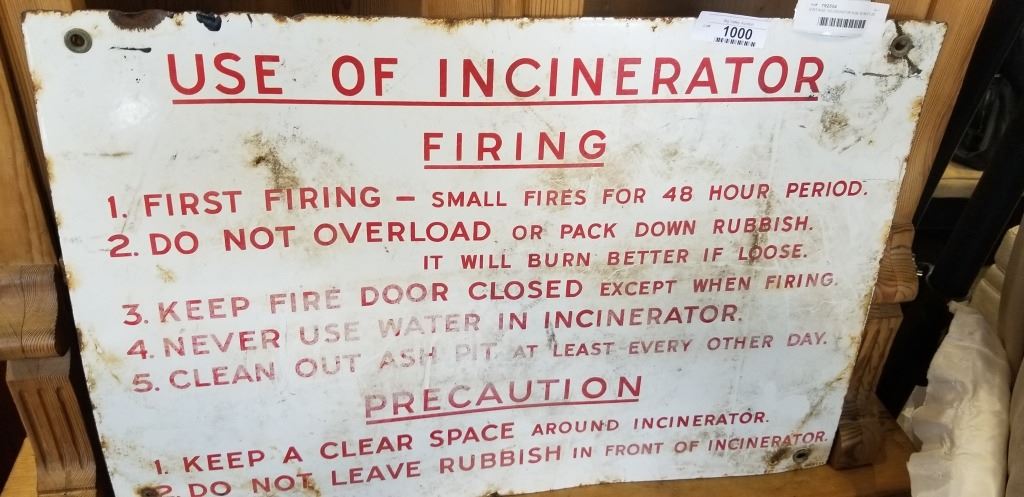 1000
USE OF INCINERATOR
FIRING
1. FIRST FIRING — SMALL FIRES FOR 48 HOUR PERIOD.
2. DO NOT OVERLOAD OR PACK DOWN RUBBISH.
IT WILL BURN BETTER IF LOOSE.
3. KEEP FIRE DOOR CLOSED EXCEPT WHEN FIRING.
4. NEVER USE WATER IN INCINERATOR.
5. CLEAN OUT ASH PIT AT LEAST EVERY OTHER DAY.
PRECAUTION
1. KEEP A CLEAR SPACE AROUND INCINERATOR.
2. DO NOT LEAVE RUBBISH IN FRONT OF INCINERATOR.